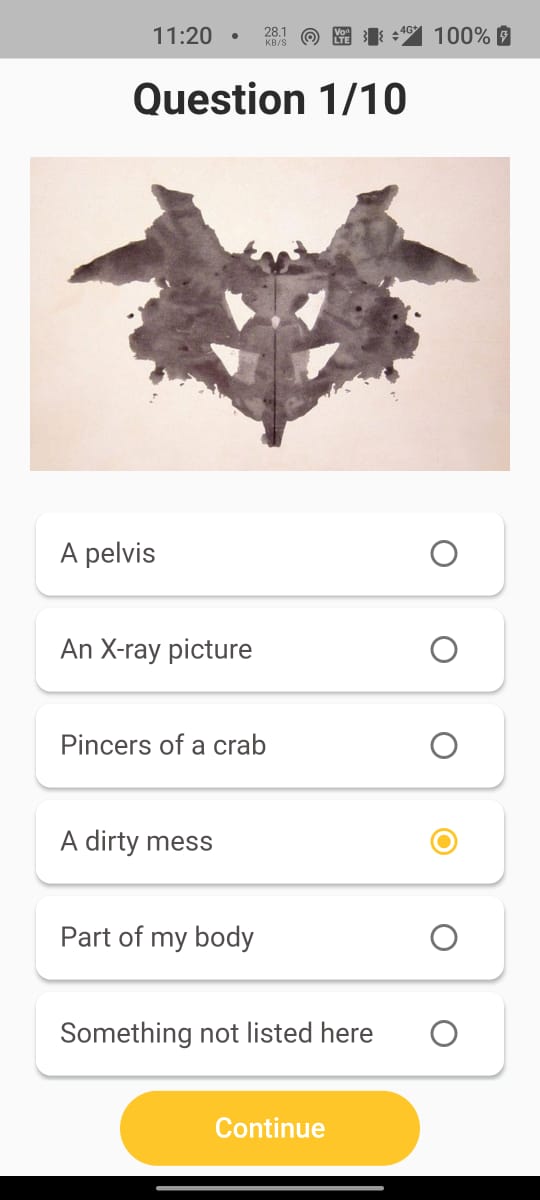 11:20 • 28.1 KB/S Vo LTE 4G+ 100%
Question 1/10
A pelvis
An X-ray picture
Pincers of a crab
A dirty mess
Part of my body
Something not listed here
Continue